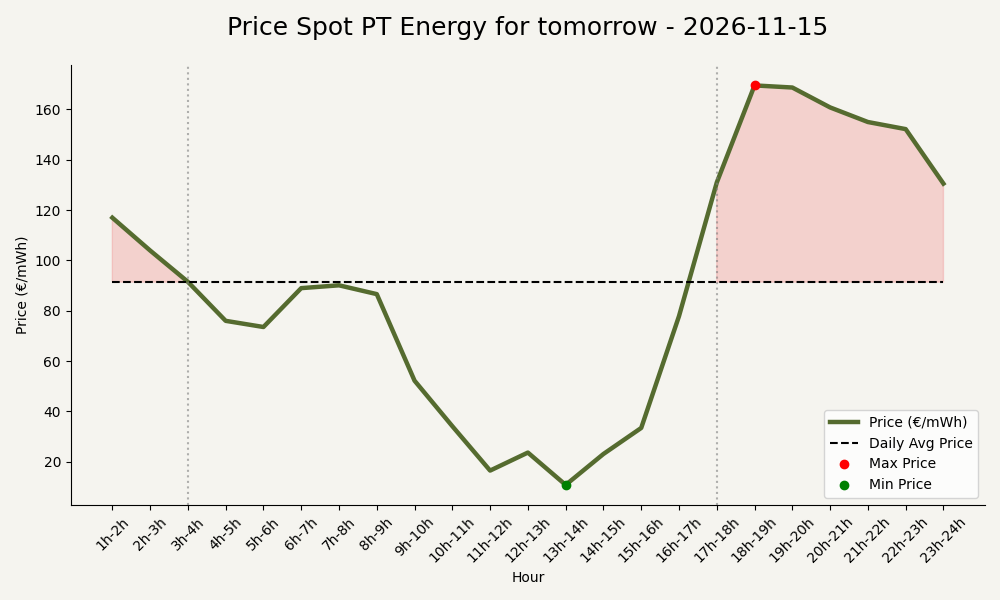 Price Spot PT Energy for tomorrow - 2026-11-15
Price (€/mWh)
160
140
120
100
80
60
40
20
Price (€/mWh)
Daily Avg Price
Max Price
Min Price
1h-2h
2h-3h
3h-4h
4h-5h
5h-6h
6h-7h
7h-8h
8h-9h
9h-10h
10h-11h
11h-12h
12h-13h
13h-14h
14h-15h
15h-16h
16h-17h
17h-18h
18h-19h
19h-20h
20h-21h
21h-22h
22h-23h
23h-24h
Hour